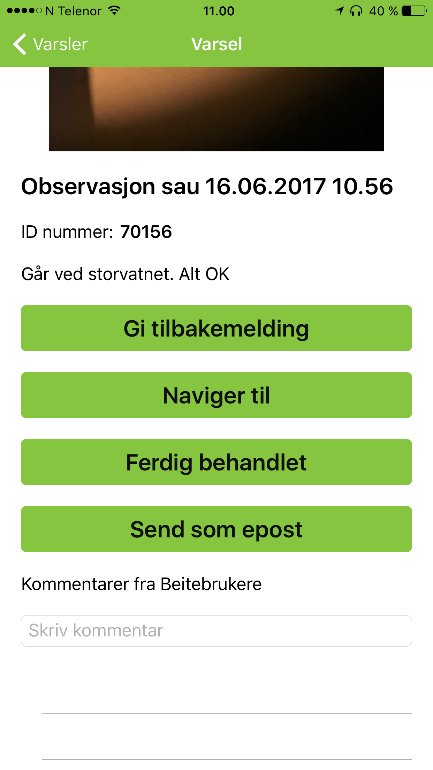 N Telenor 11.00 40 %
Varsler Varsel
Observasjon sau 16.06.2017 10.56
ID nummer: 70156
Går ved storvatnet. Alt OK
Gi tilbakemelding
Naviger til
Ferdig behandlet
Send som epost
Kommentarer fra Beitebrukere
Skriv kommentar